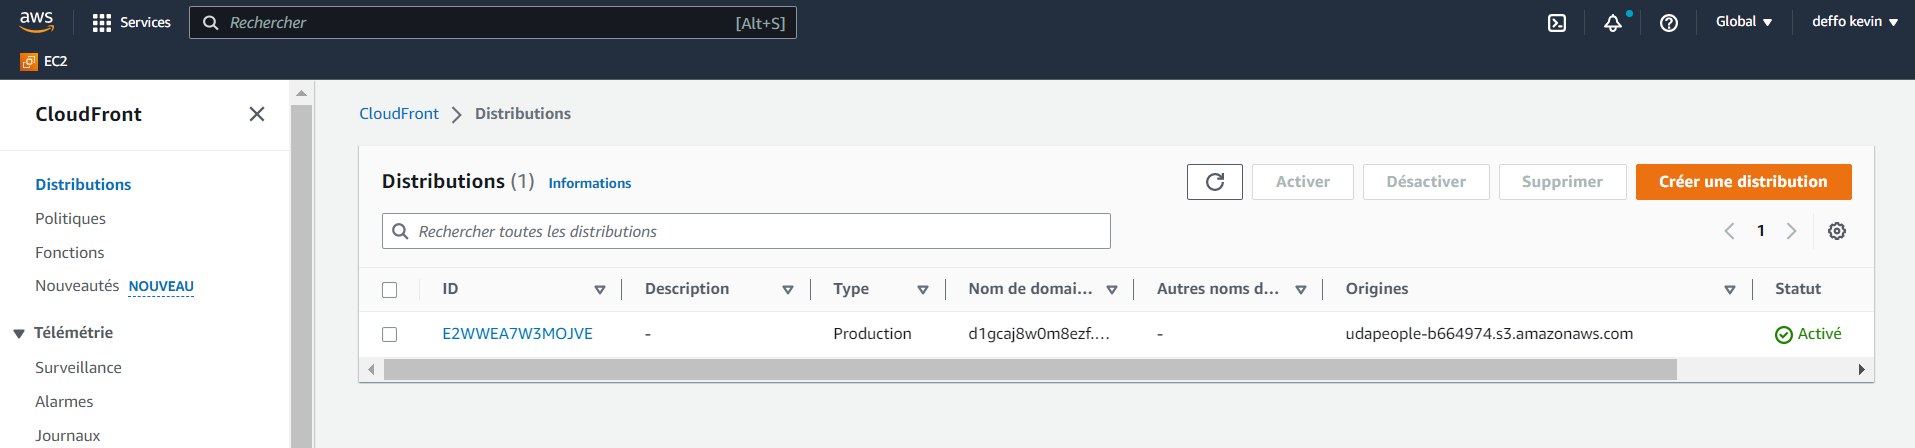 aws
Services
Rechercher
[Alt+S]
Global
deffo kevin
EC2
CloudFront
Distributions
Politiques
Fonctions
Nouveautés NOUVEAU
Télémétrie
Surveillance
Alarmes
Journaux
CloudFront Distributions
Distributions (1) Informations
Activer
Désactiver
Supprimer
Créer une distribution
Rechercher toutes les distributions
1
ID Description Type Nom de domai... Autres noms d... Origines Statut
E2WWEA7W3MOJVE - Production d1gcaj8w0m8ezf.... - udapeople-b664974.s3.amazonaws.com Activé